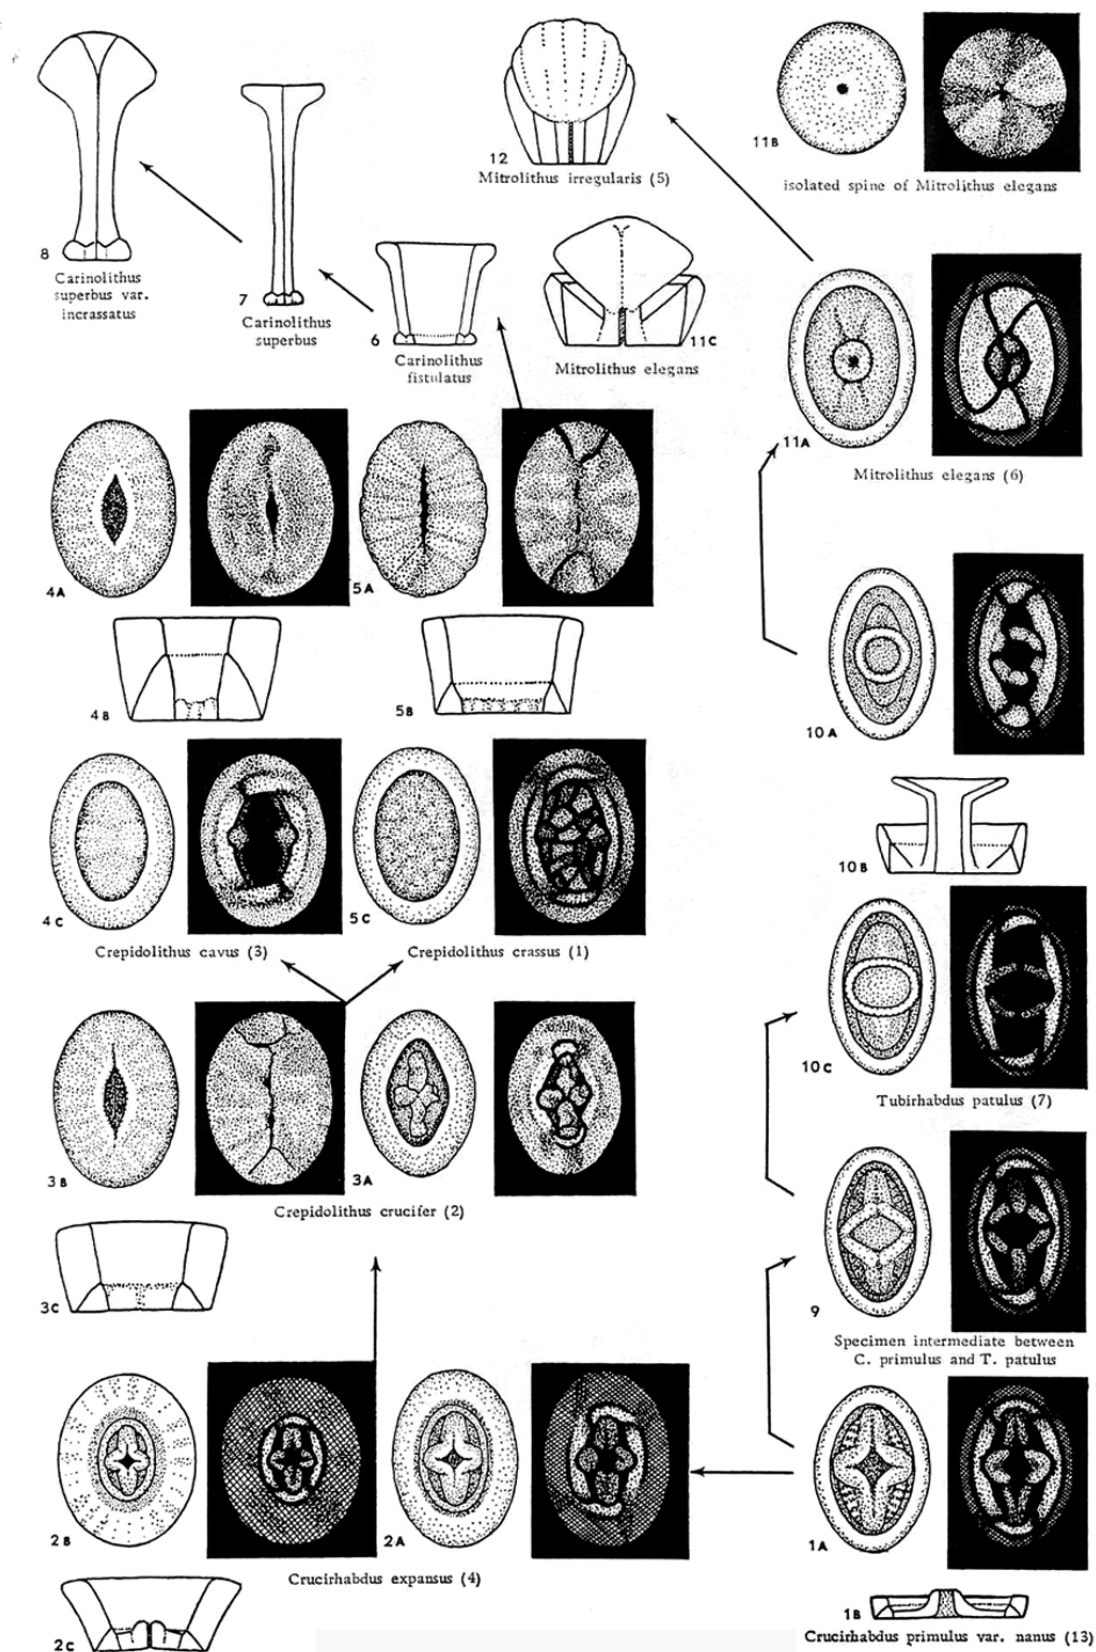 12
Mitrolithus irregularis (5)
11B
isolated spine of Mitrolithus elegans
8
Carinolithus
superbus var.
incrassatus
7
Carinolithus
superbus
6
Carinolithus
fistulatus
11C
Mitrolithus elegans
11A
Mitrolithus elegans (6)
4A
5A
4B
5B
10A
10B
4C
5C
Crepidolithus cavus (3)
Crepidolithus crassus (1)
10C
Tubirhabdus patulus (7)
3B
3A
Crepidolithus crucifer (2)
3C
9
Specimen intermediate between
C. primulus and T. patulus
2B
2A
Crucirhabdus expansus (4)
2C
1A
1B
Crucirhabdus primulus var. nanus (13)